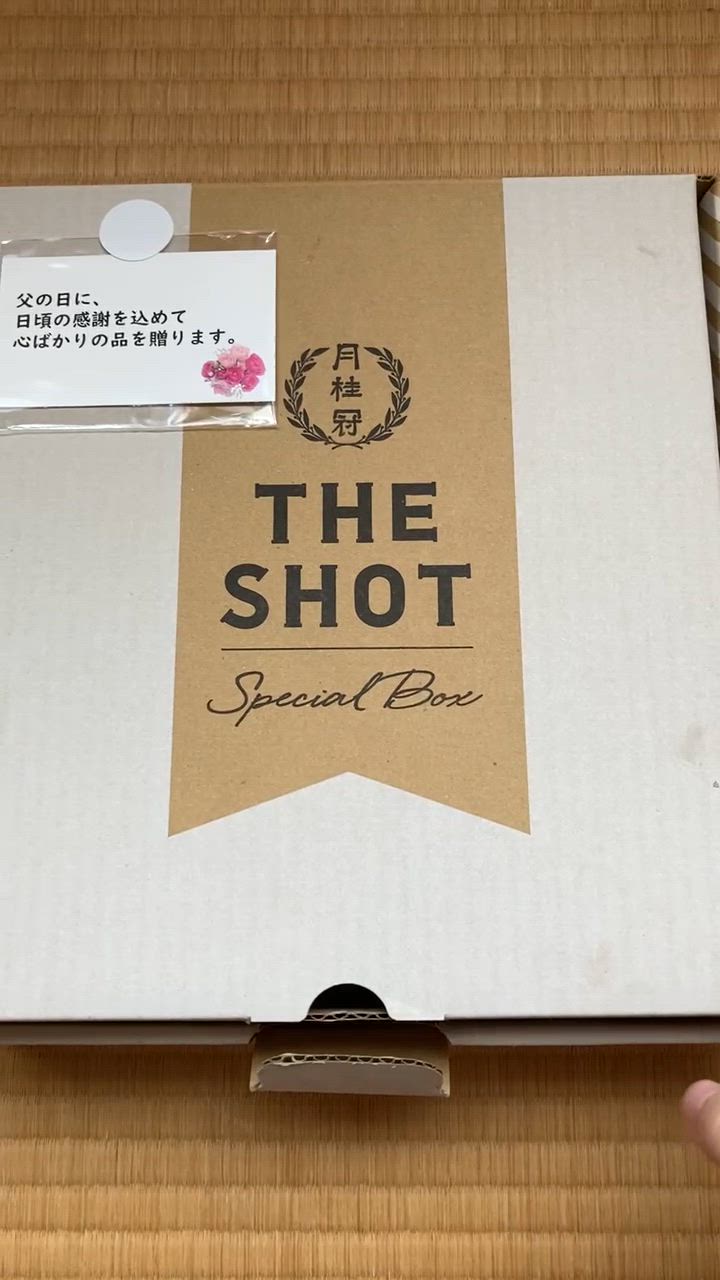 父の日に、
日頃の感謝を込めて
心ばかりの品を贈ります。
月
桂
冠
THE
SHOT
Special Box